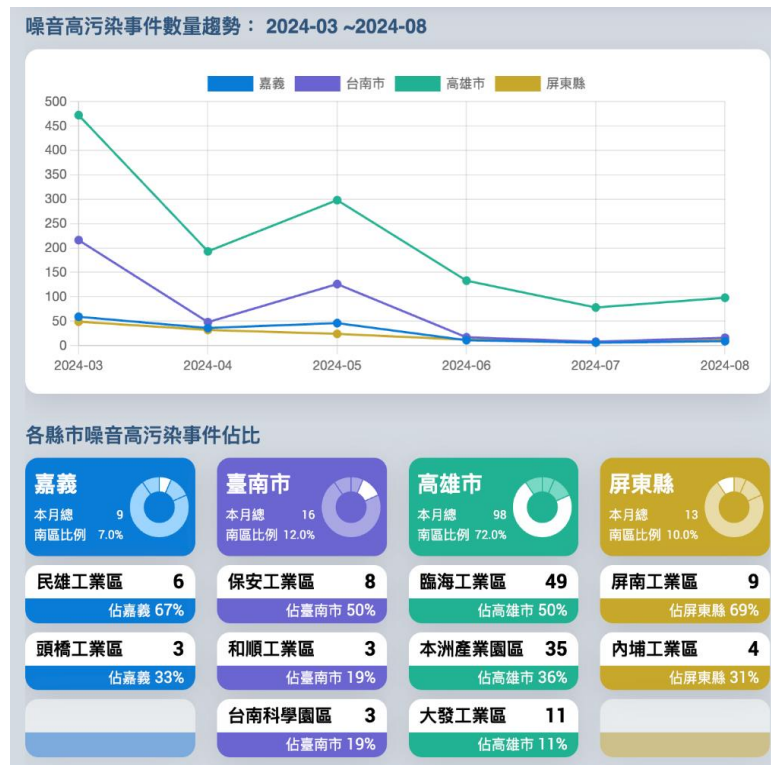 噪音高污染事件數量趨勢： 2024-03 ~2024-08
嘉義 台南市 高雄市 屏東縣
500
450
400
350
300
250
200
150
100
50
0
2024-03 2024-04 2024-05 2024-06 2024-07 2024-08
各縣市噪音高污染事件佔比
嘉義
本月總 9
南區比例 7.0%
臺南市
本月總 16
南區比例 12.0%
高雄市
本月總 98
南區比例 72.0%
屏東縣
本月總 13
南區比例 10.0%
民雄工業區 6
佔嘉義 67%
保安工業區 8
佔臺南市 50%
臨海工業區 49
佔高雄市 50%
屏南工業區 9
佔屏東縣 69%
頭橋工業區 3
佔嘉義 33%
和順工業區 3
佔臺南市 19%
本洲產業園區 35
佔高雄市 36%
內埔工業區 4
佔屏東縣 31%
台南科學園區 3
佔臺南市 19%
大發工業區 11
佔高雄市 11%